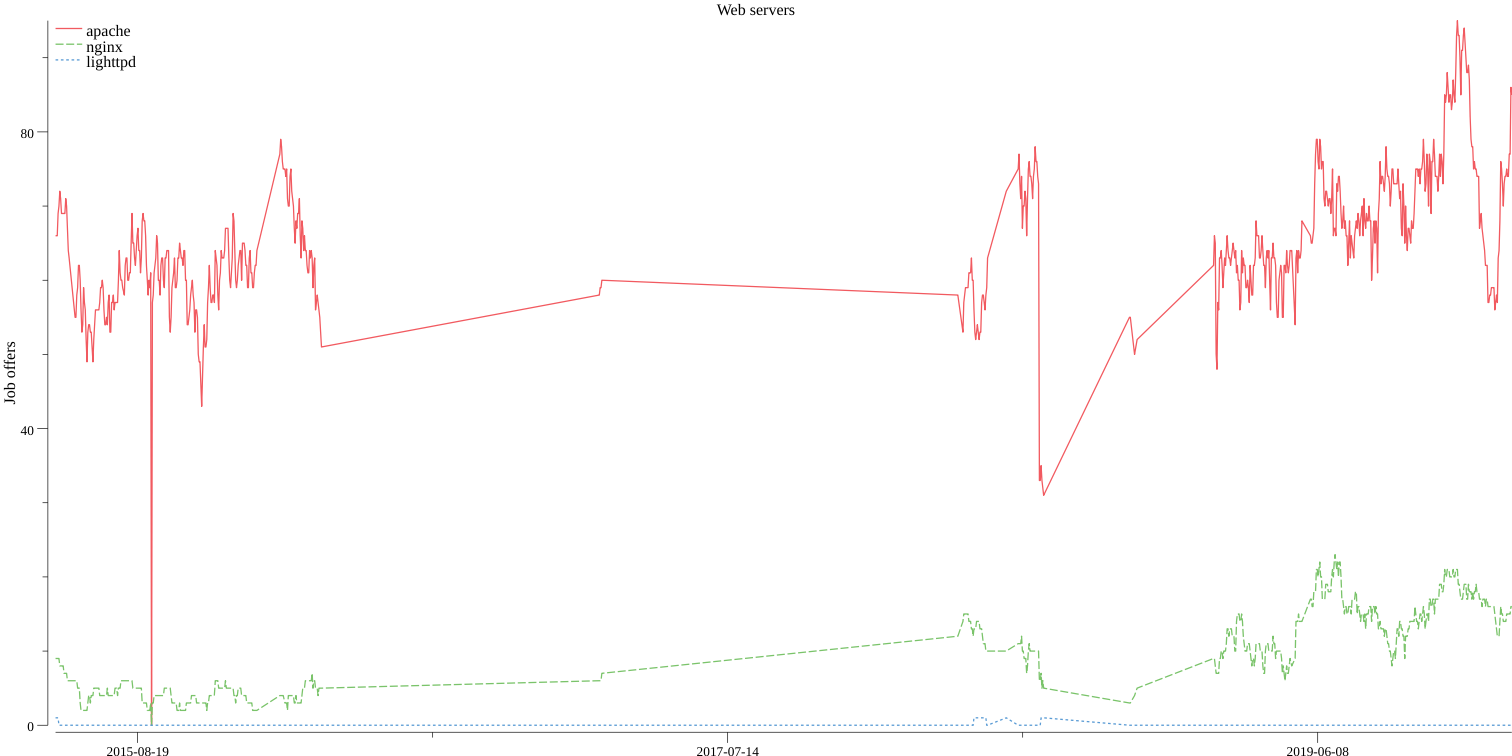 Web servers
apache
nginx
lighttpd
Job offers
80
40
0
2015-08-19
2017-07-14
2019-06-08